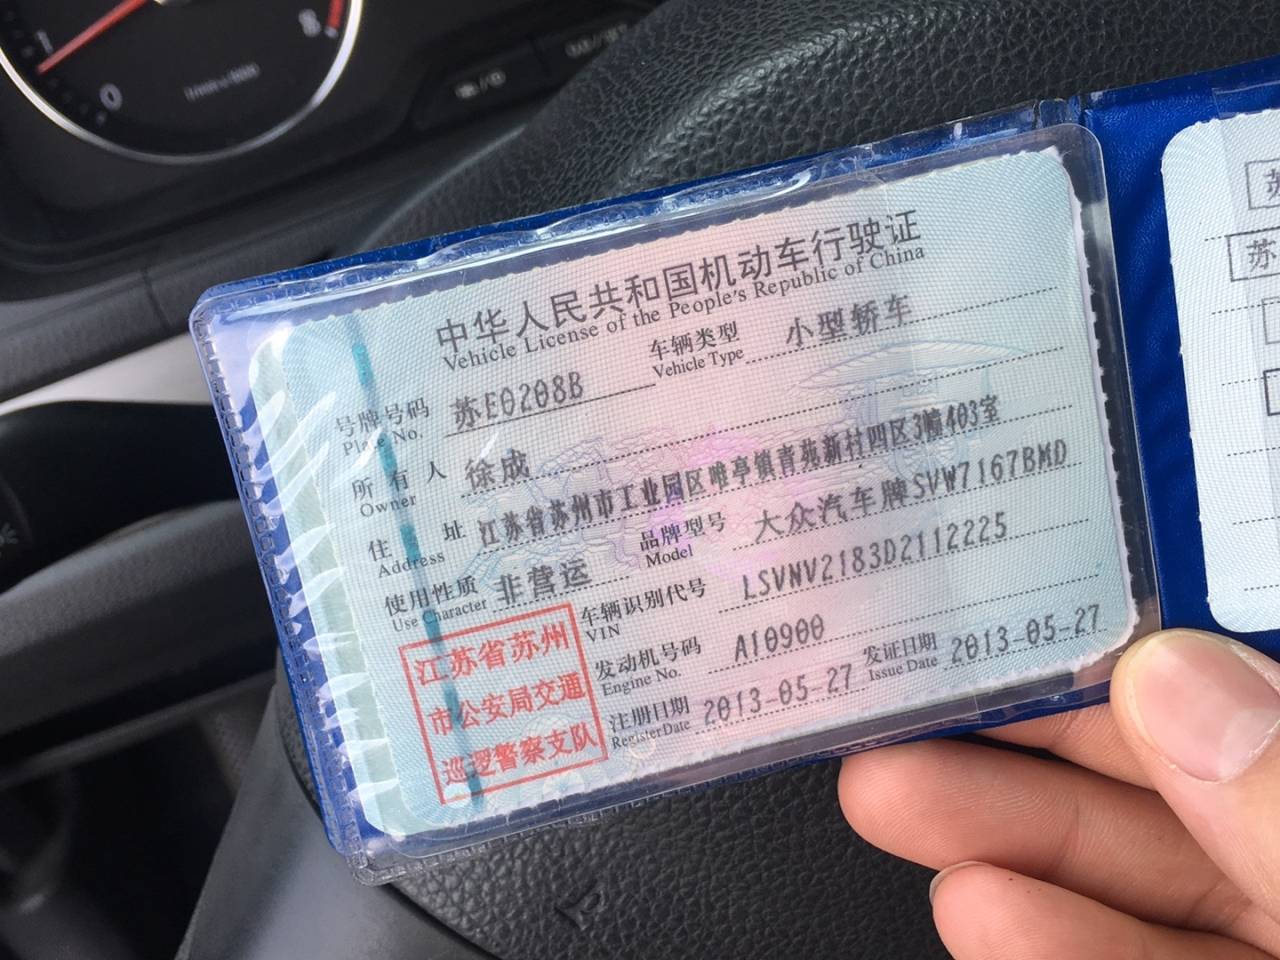 中华人民共和国机动车行驶证
Vehicle License of the People's Republic of China
号牌号码 苏E0208B 车辆类型 小型轿车
Plate No. Vehicle Type
所有人 徐成
Owner
住址 江苏省苏州市工业园区唯亭镇青苑新村四区3幢403室
Address
使用性质 非营运 品牌型号 大众汽车牌SVW7167BMD
Use Character Model
车辆识别代号 LSVNV2183D2112225
VIN
发动机号码 A10900 发证日期 2013-05-27
Engine No. Issue Date
注册日期 2013-05-27
Register Date
江苏省苏州
市公安局交通
巡逻警察支队
苏
苏
0
1
8